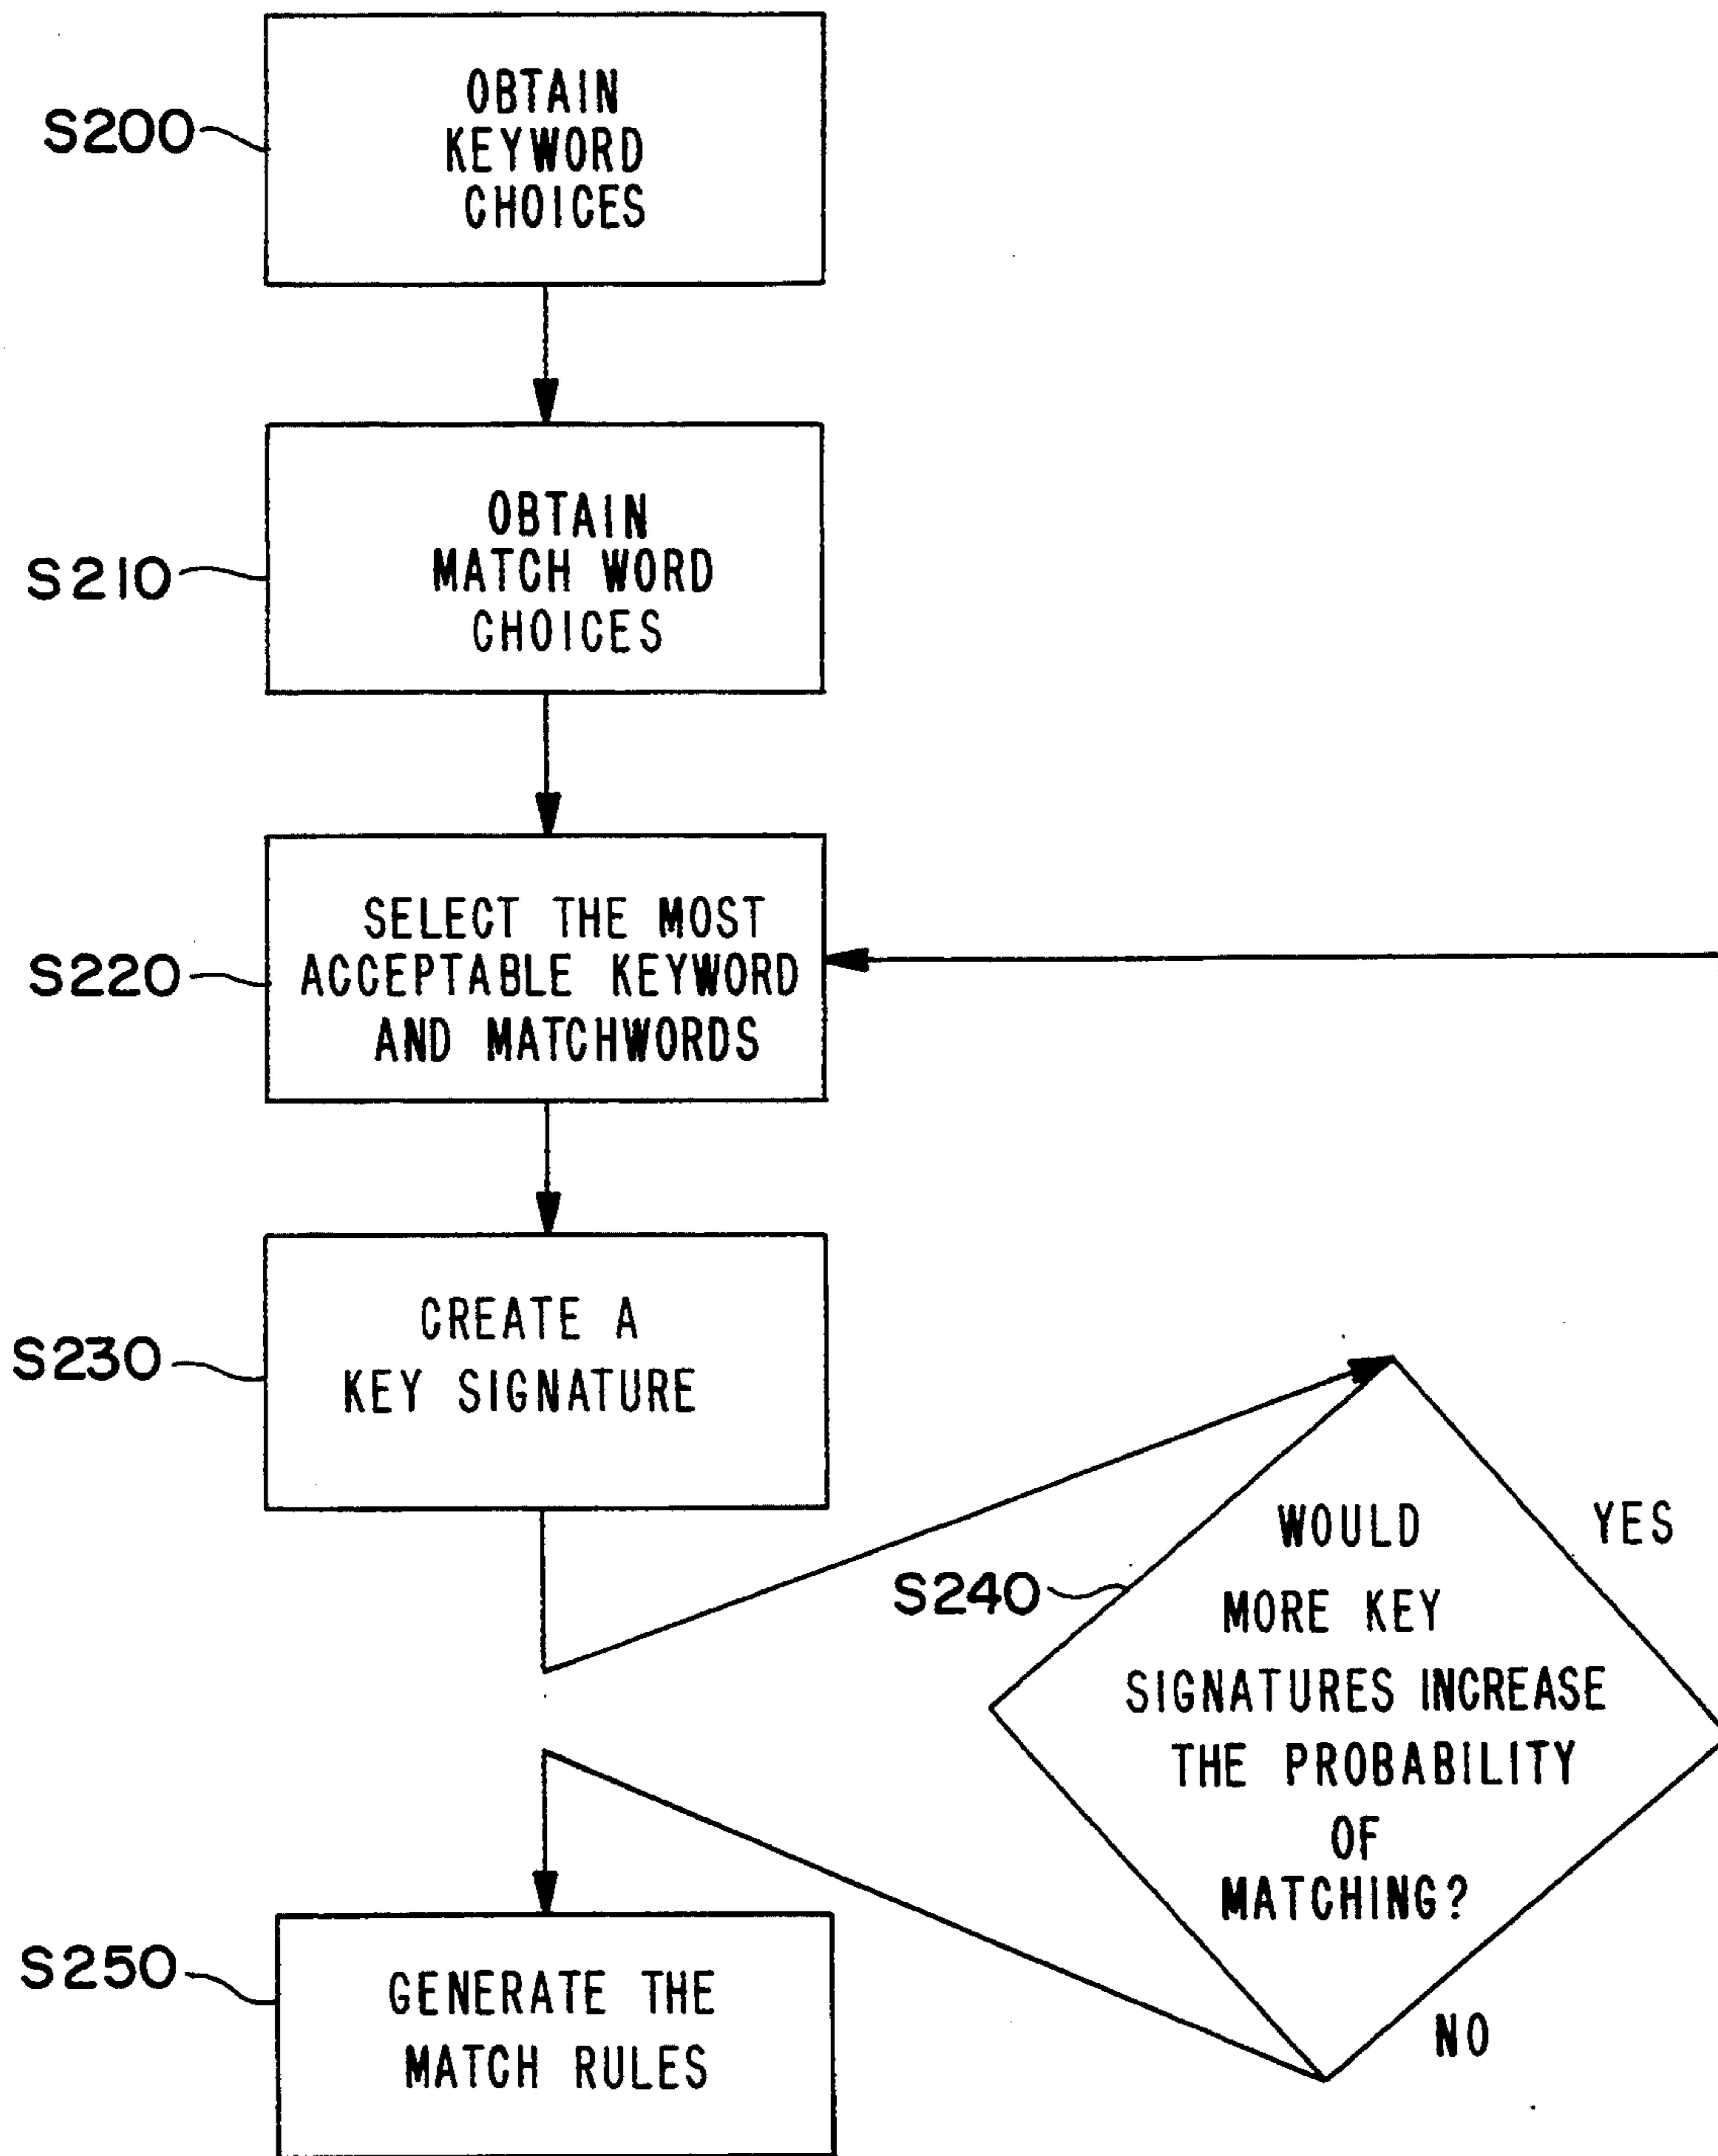 S200
OBTAIN
KEYWORD
CHOICES
S210
OBTAIN
MATCH WORD
CHOICES
S220
SELECT THE MOST
ACCEPTABLE KEYWORD
AND MATCHWORDS
S230
CREATE A
KEY SIGNATURE
S240
WOULD
MORE KEY
SIGNATURES INCREASE
THE PROBABILITY
OF
MATCHING?
YES
NO
S250
GENERATE THE
MATCH RULES